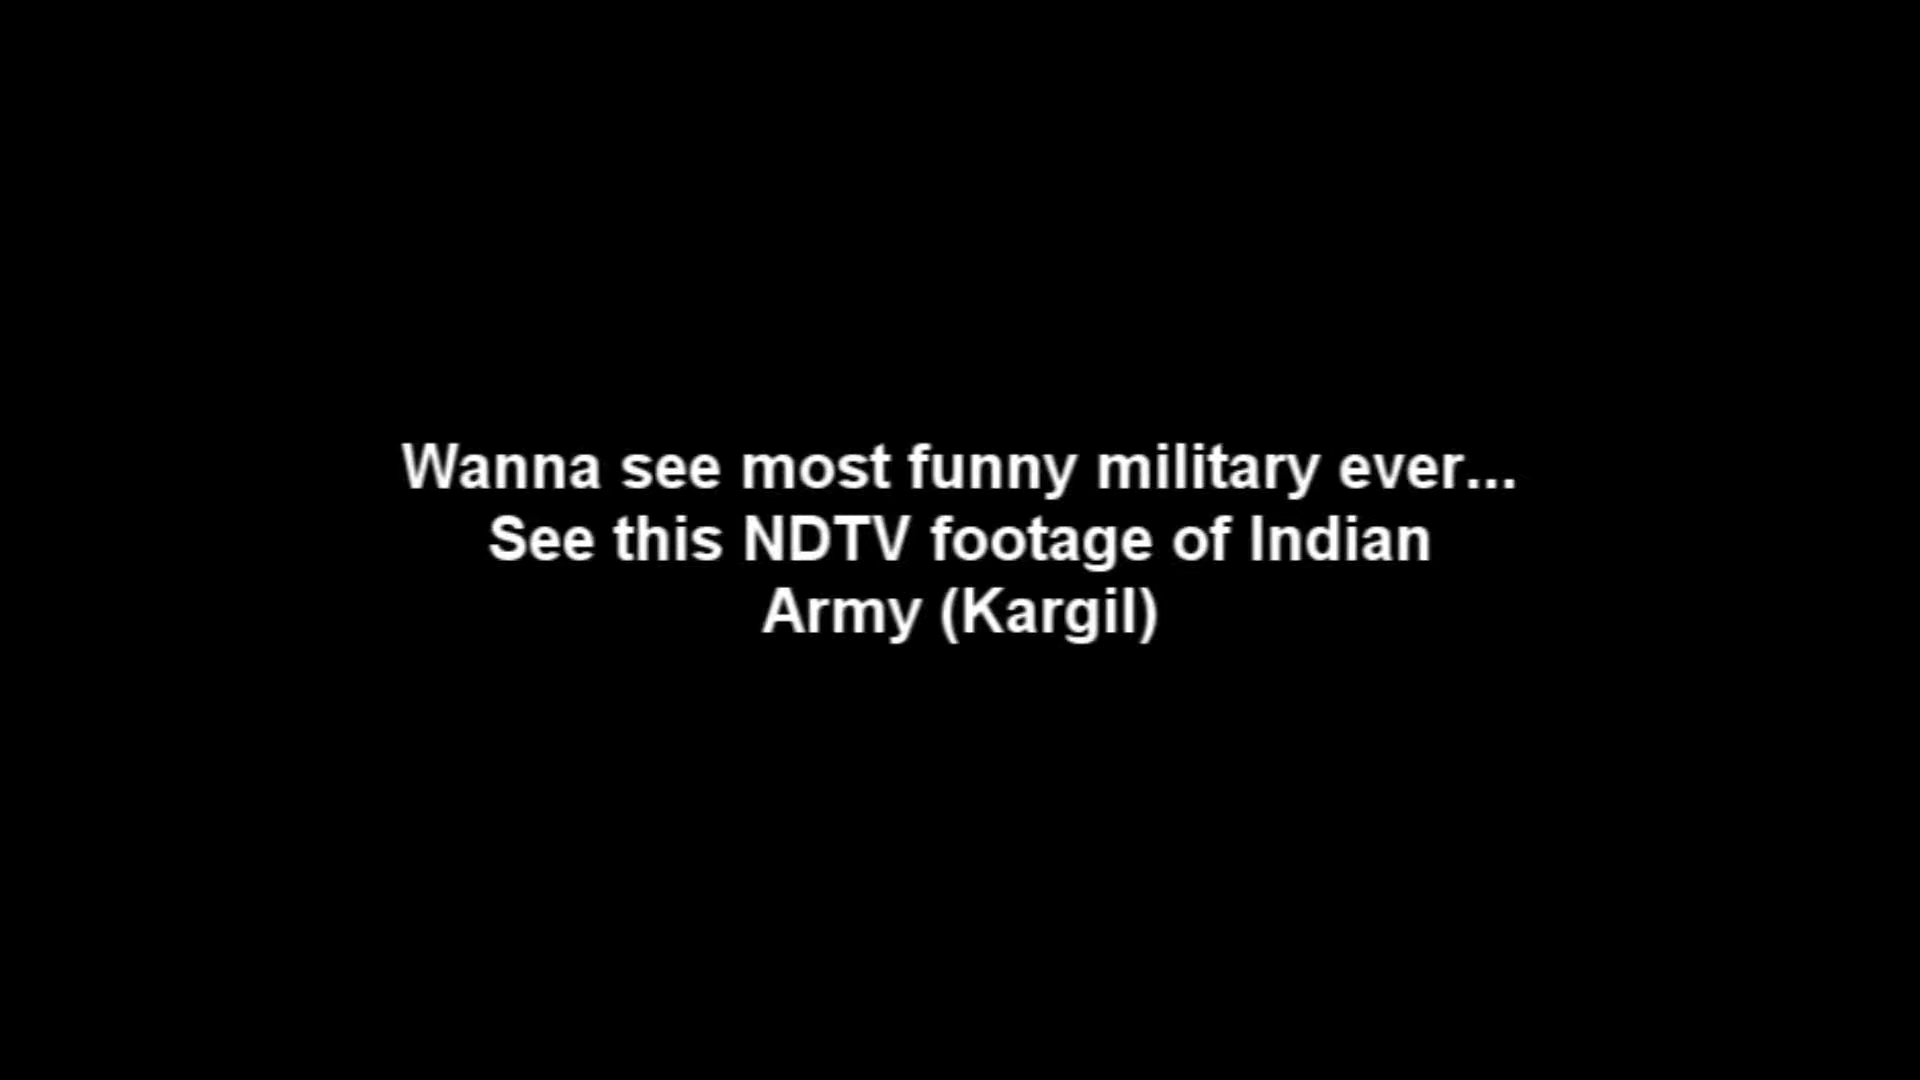 Wanna see most funny military ever...
See this NDTV footage of Indian
Army (Kargil)